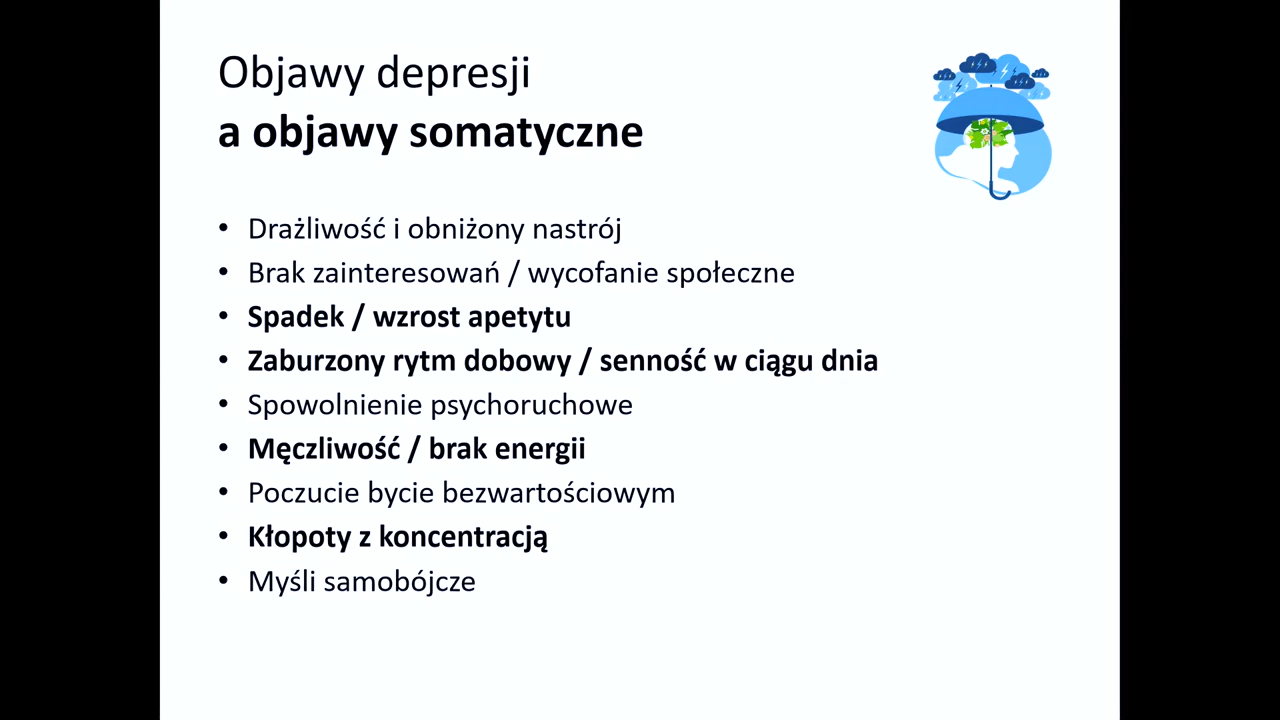 Objawy depresji
a objawy somatyczne
• Drażliwość i obniżony nastrój
• Brak zainteresowań / wycofanie społeczne
• Spadek / wzrost apetytu
• Zaburzony rytm dobowy / senność w ciągu dnia
• Spowolnienie psychoruchowe
• Męczliwość / brak energii
• Poczucie bycie bezwartościowym
• Kłopoty z koncentracją
• Myśli samobójcze